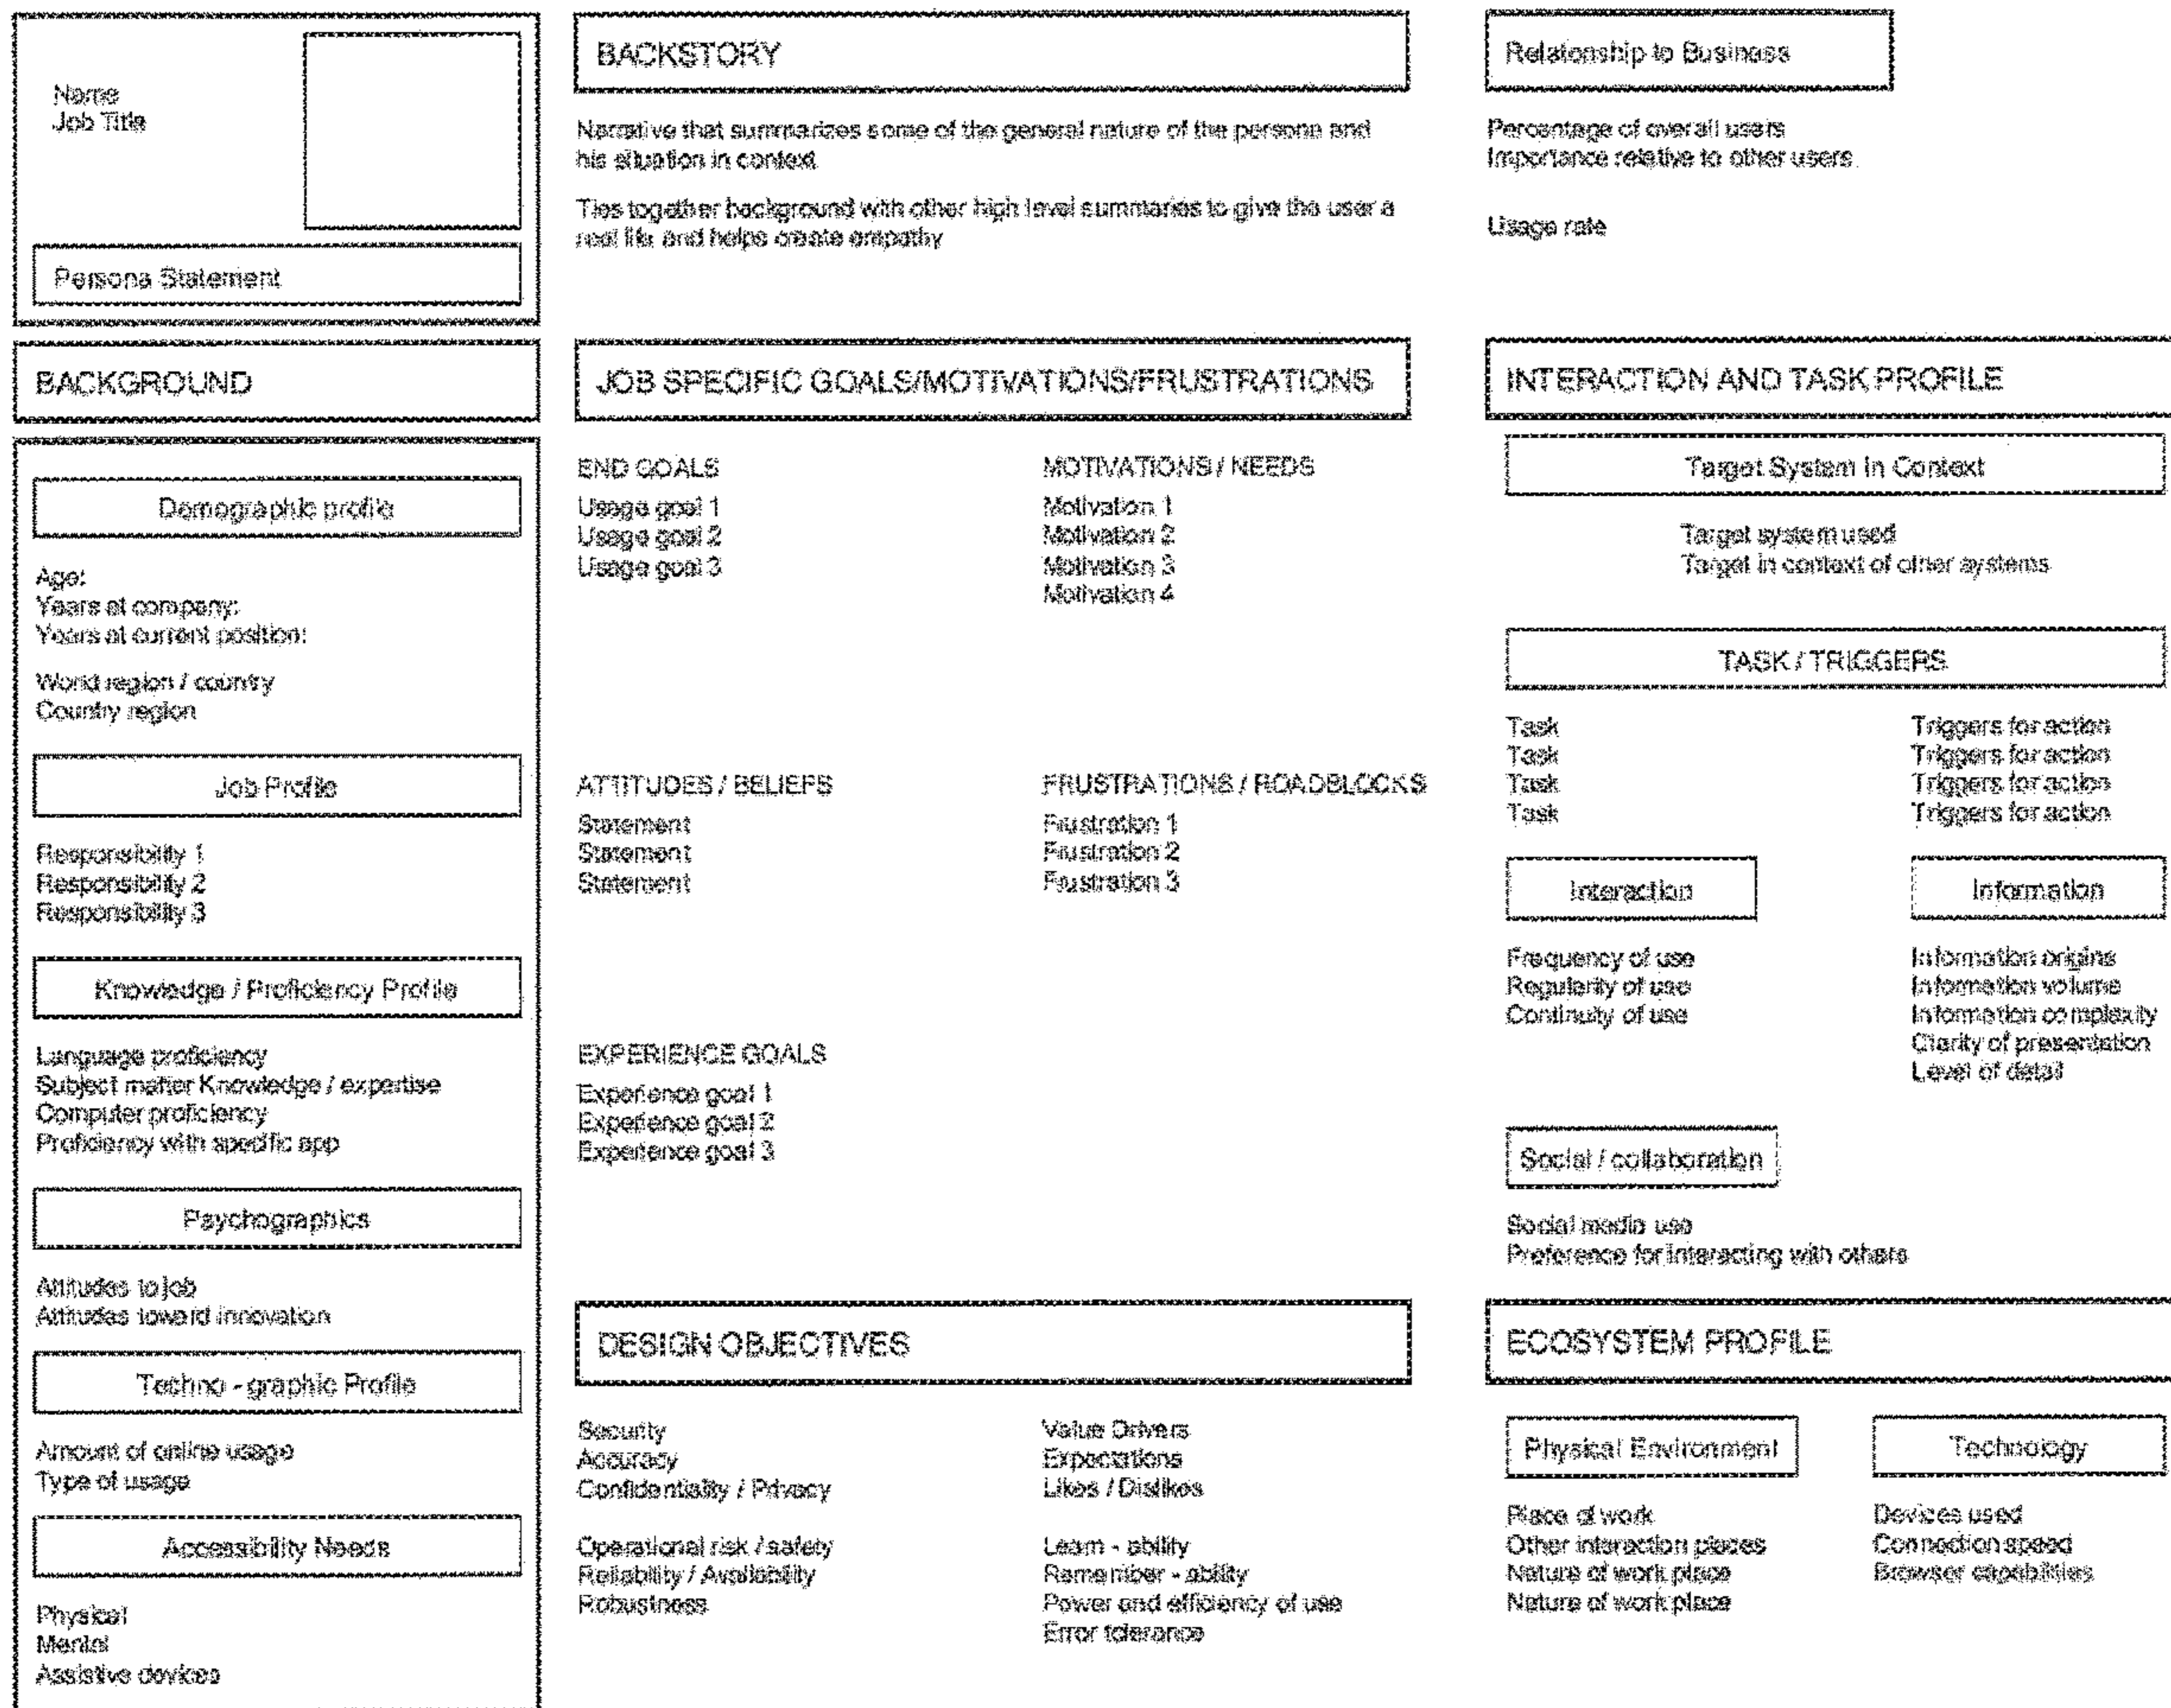 Name
Job Title
Persona Statement
BACKGROUND
Demographic profile
Age:
Years at company:
Years at current position:
World region / country
Country region
Job Profile
Responsibility 1
Responsibility 2
Responsibility 3
Knowledge / Proficiency Profile
Language proficiency
Subject matter Knowledge / expertise
Computer proficiency
Proficiency with specific app
Psychographics
Attitudes to job
Attitudes toward innovation
Techno - graphic Profile
Amount of online usage
Type of usage
Accessibility Needs
Physical
Mental
Assistive devices
BACKSTORY
Narrative that summarizes some of the general nature of the persona and
his situation in context
Ties together background with other high level summaries to give the user a
real life and helps create empathy
JOB SPECIFIC GOALS/MOTIVATIONS/FRUSTRATIONS
END GOALS
Usage goal 1
Usage goal 2
Usage goal 3
MOTIVATIONS / NEEDS
Motivation 1
Motivation 2
Motivation 3
Motivation 4
ATTITUDES / BELIEFS
Statement
Statement
Statement
FRUSTRATIONS / ROADBLOCKS
Frustration 1
Frustration 2
Frustration 3
EXPERIENCE GOALS
Experience goal 1
Experience goal 2
Experience goal 3
DESIGN OBJECTIVES
Security
Accuracy
Confidentiality / Privacy
Operational risk / safety
Reliability / Availability
Robustness
Value Drivers
Expectations
Likes / Dislikes
Learn - ability
Remember - ability
Power and efficiency of use
Error tolerance
Relationship to Business
Percentage of overall users
Importance relative to other users
Usage rate
INTERACTION AND TASK PROFILE
Target System In Context
Target system used
Target in context of other systems
TASK / TRIGGERS
Task
Task
Task
Task
Triggers for action
Triggers for action
Triggers for action
Triggers for action
Interaction
Frequency of use
Regularity of use
Continuity of use
Information
Information origins
Information volume
Information complexity
Clarity of presentation
Level of detail
Social / collaboration
Social media use
Preference for interacting with others
ECOSYSTEM PROFILE
Physical Environment
Place of work
Other interaction places
Nature of work place
Nature of work place
Technology
Devices used
Connection speed
Browser capabilities